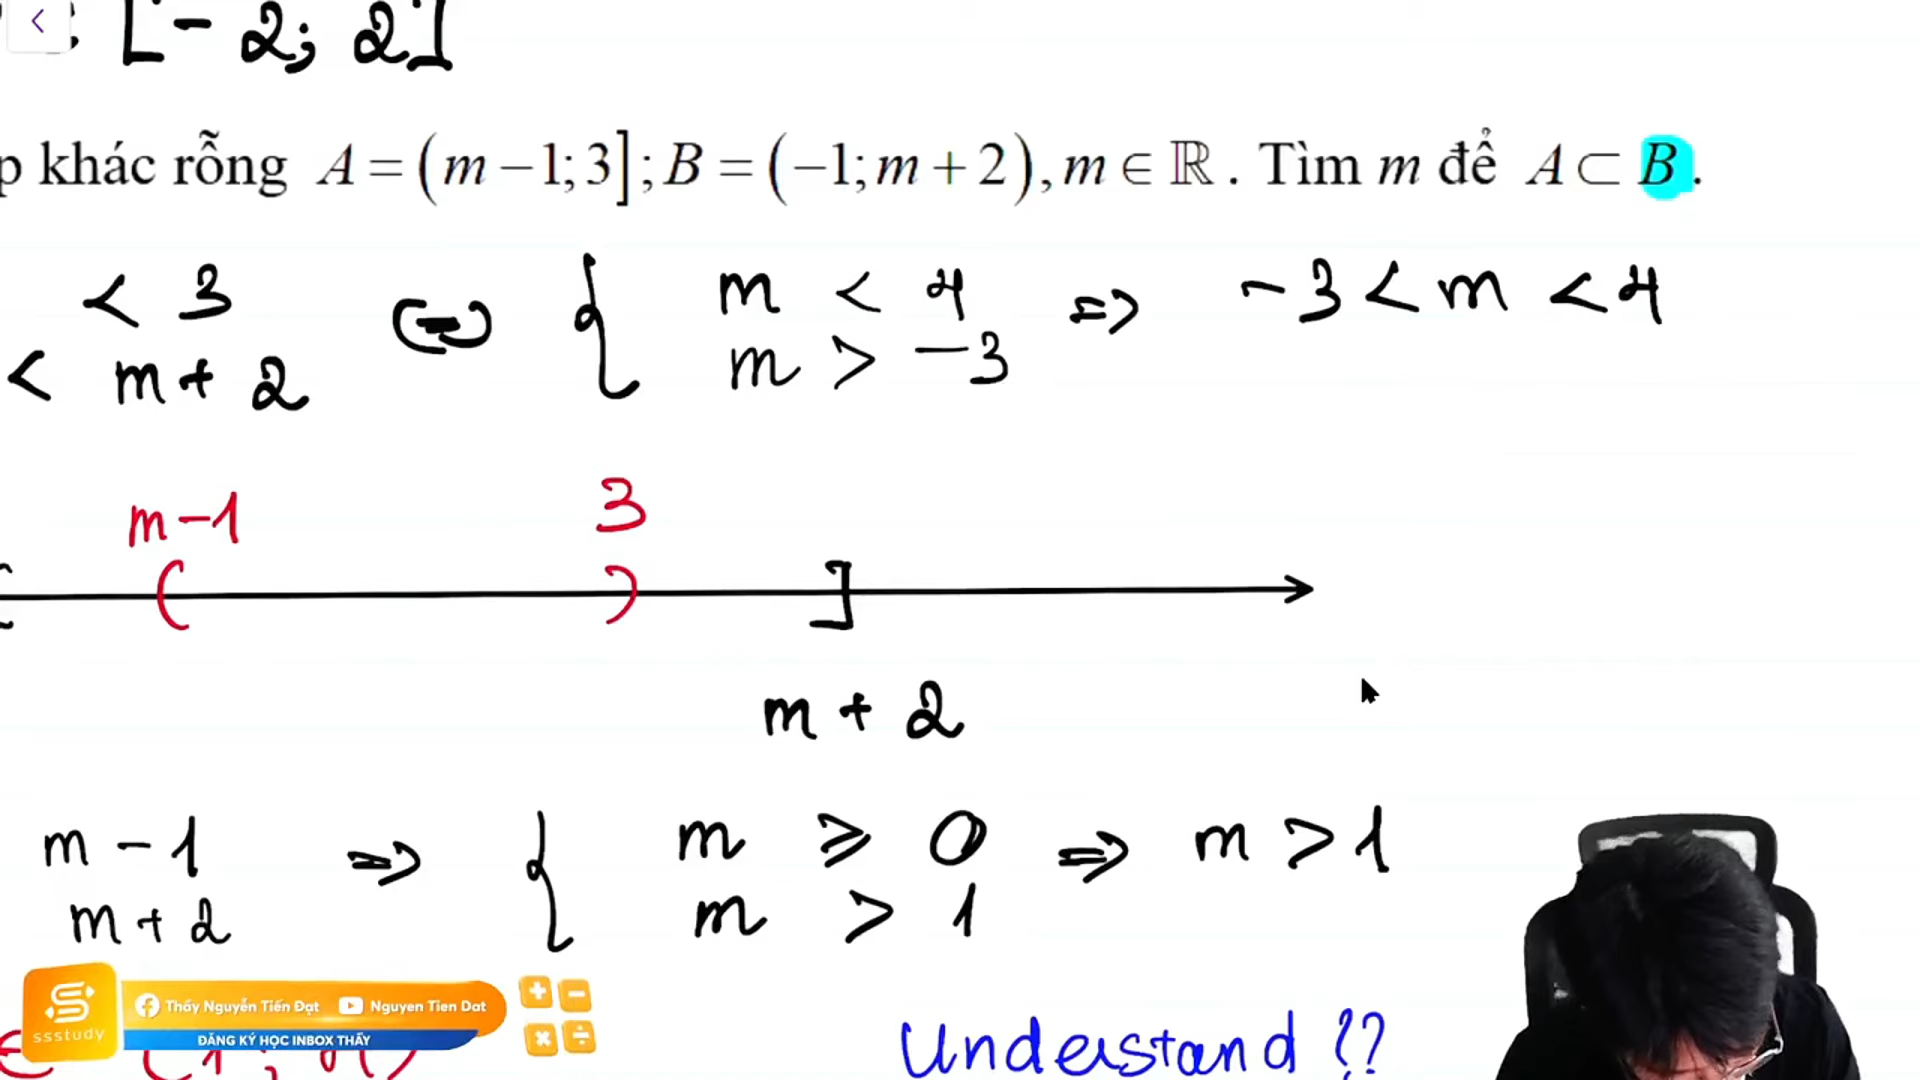 [-2; 2]
khác rỗng A = (m − 1; 3]; B = (−1; m + 2), m ∈ ℝ. Tìm m để A ⊂ B.
< 3 ⇔ { m < 4 ⇒ -3 < m < 4
< m + 2 m > -3
m-1 3
m + 2
m - 1 ⇒ { m ⩾ 0 ⇒ m > 1
m + 2 m > 1
sssstudy
Thầy Nguyễn Tiến Đạt Nguyen Tien Dat
ĐĂNG KÝ HỌC INBOX THẦY
Understand !?